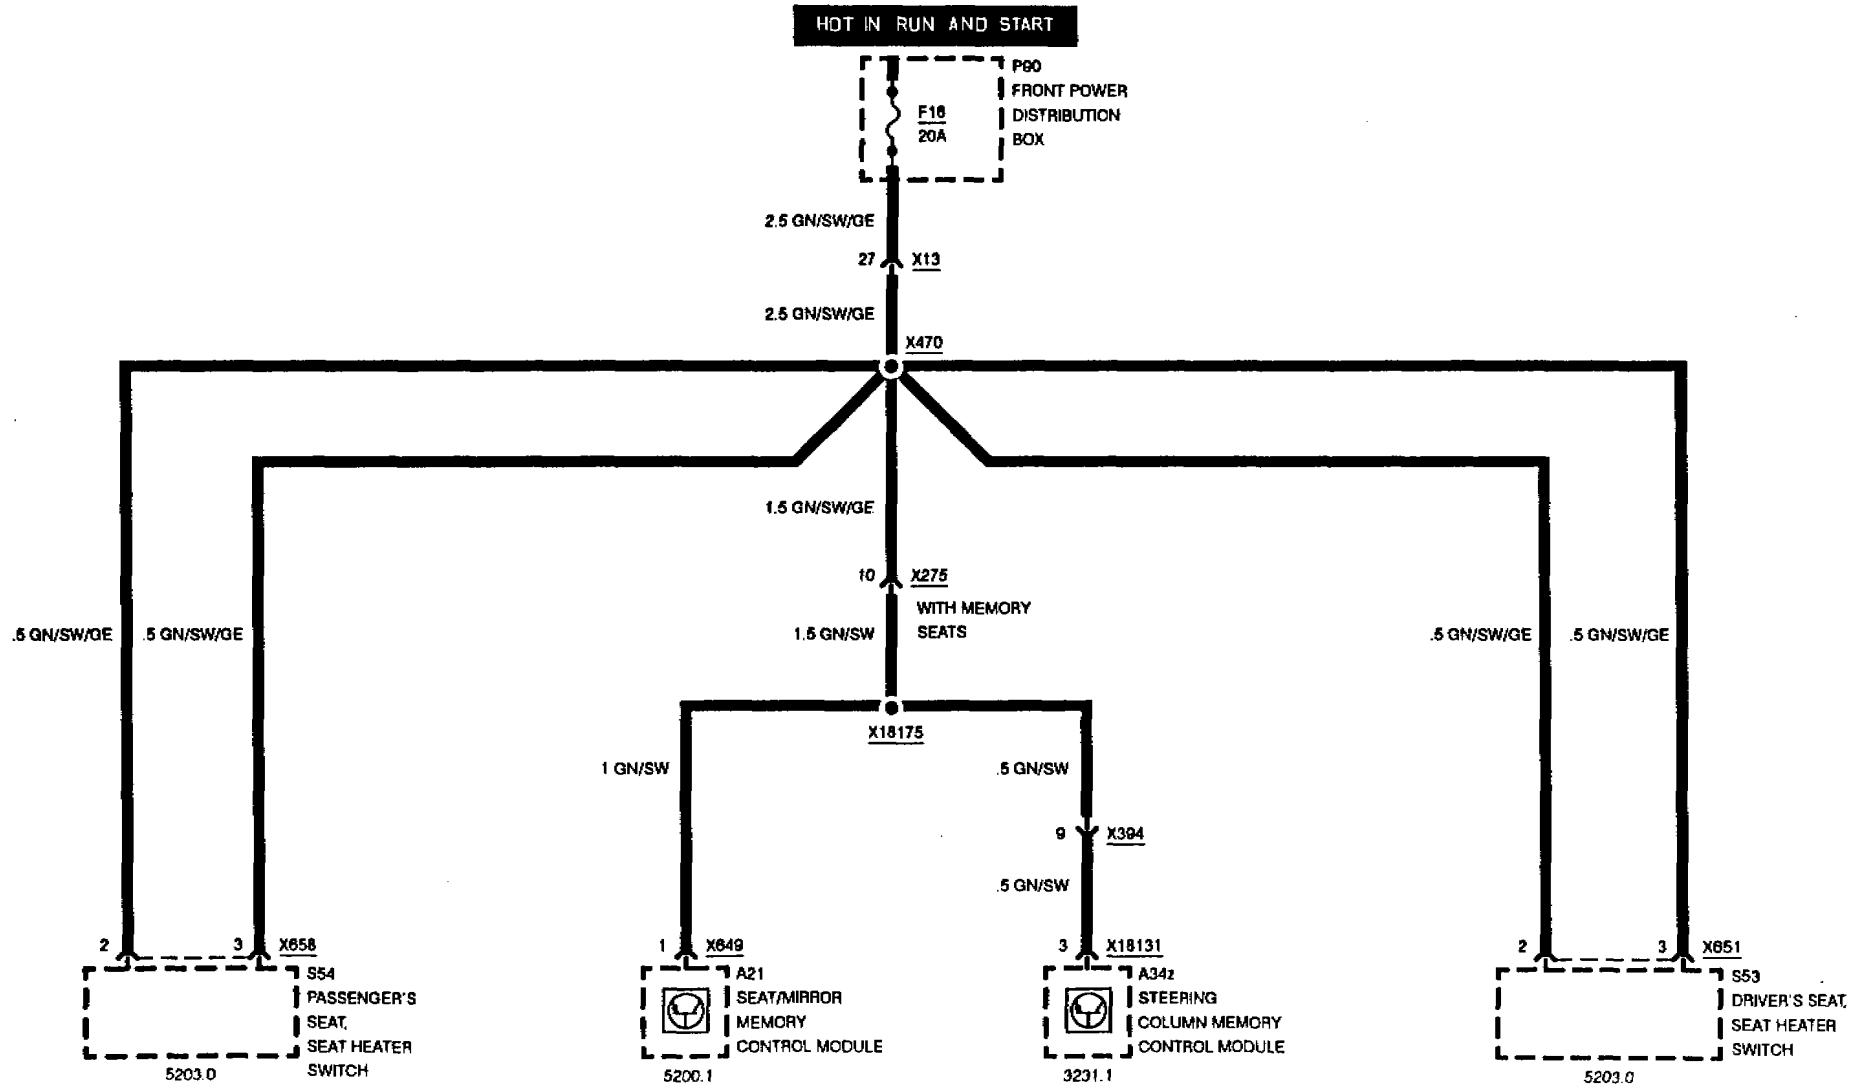 HOT IN RUN AND START
P90
FRONT POWER
DISTRIBUTION
BOX
F16
20A
2.5 GN/SW/GE
27
X13
2.5 GN/SW/GE
X470
1.5 GN/SW/GE
10
X275
WITH MEMORY
SEATS
.5 GN/SW/GE
.5 GN/SW/GE
1.5 GN/SW
.5 GN/SW/GE
.5 GN/SW/GE
X18175
1 GN/SW
.5 GN/SW
9
X394
.5 GN/SW
2
3
X658
1
X649
3
X18131
2
3
X651
S54
PASSENGER'S
SEAT,
SEAT HEATER
SWITCH
5203.0
A21
SEAT/MIRROR
MEMORY
CONTROL MODULE
5200.1
A34z
STEERING
COLUMN MEMORY
CONTROL MODULE
3231.1
S53
DRIVER'S SEAT,
SEAT HEATER
SWITCH
5203.0